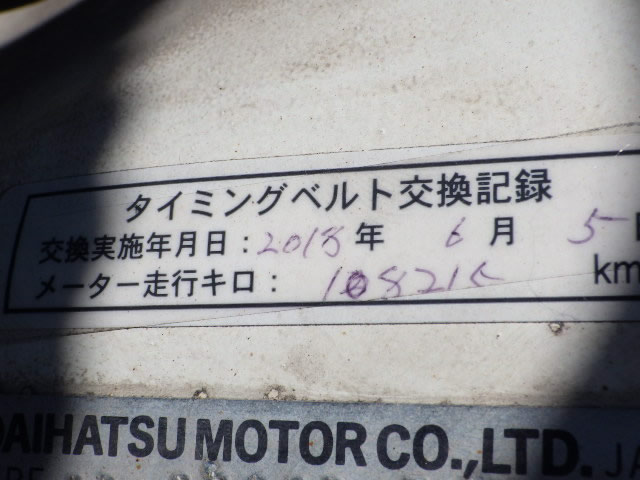 タイミングベルト交換記録
交換実施年月日：2018年 6月 5
メーター走行キロ： km
DAIHATSU MOTOR CO.,LTD. JA